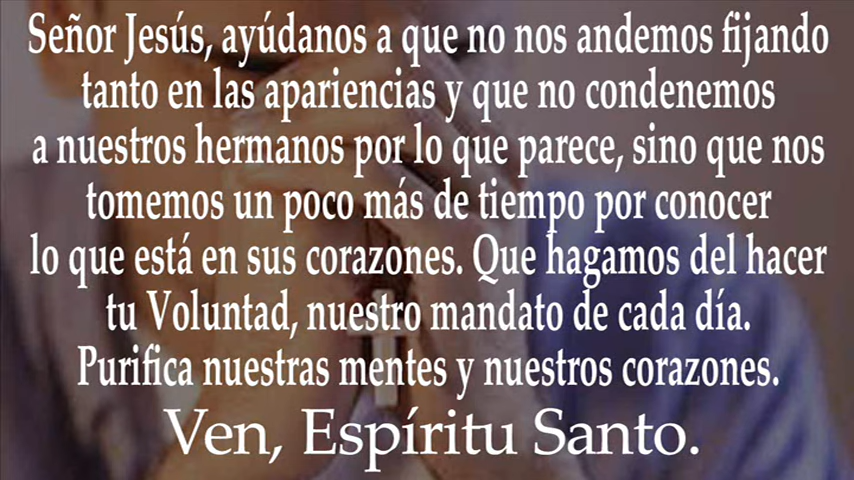 Señor Jesús, ayúdanos a que no nos andemos fijando
tanto en las apariencias y que no condenemos
a nuestros hermanos por lo que parece, sino que nos
tomemos un poco más de tiempo por conocer
lo que está en sus corazones. Que hagamos del hacer
tu Voluntad, nuestro mandato de cada día.
Purifica nuestras mentes y nuestros corazones.
Ven, Espíritu Santo.